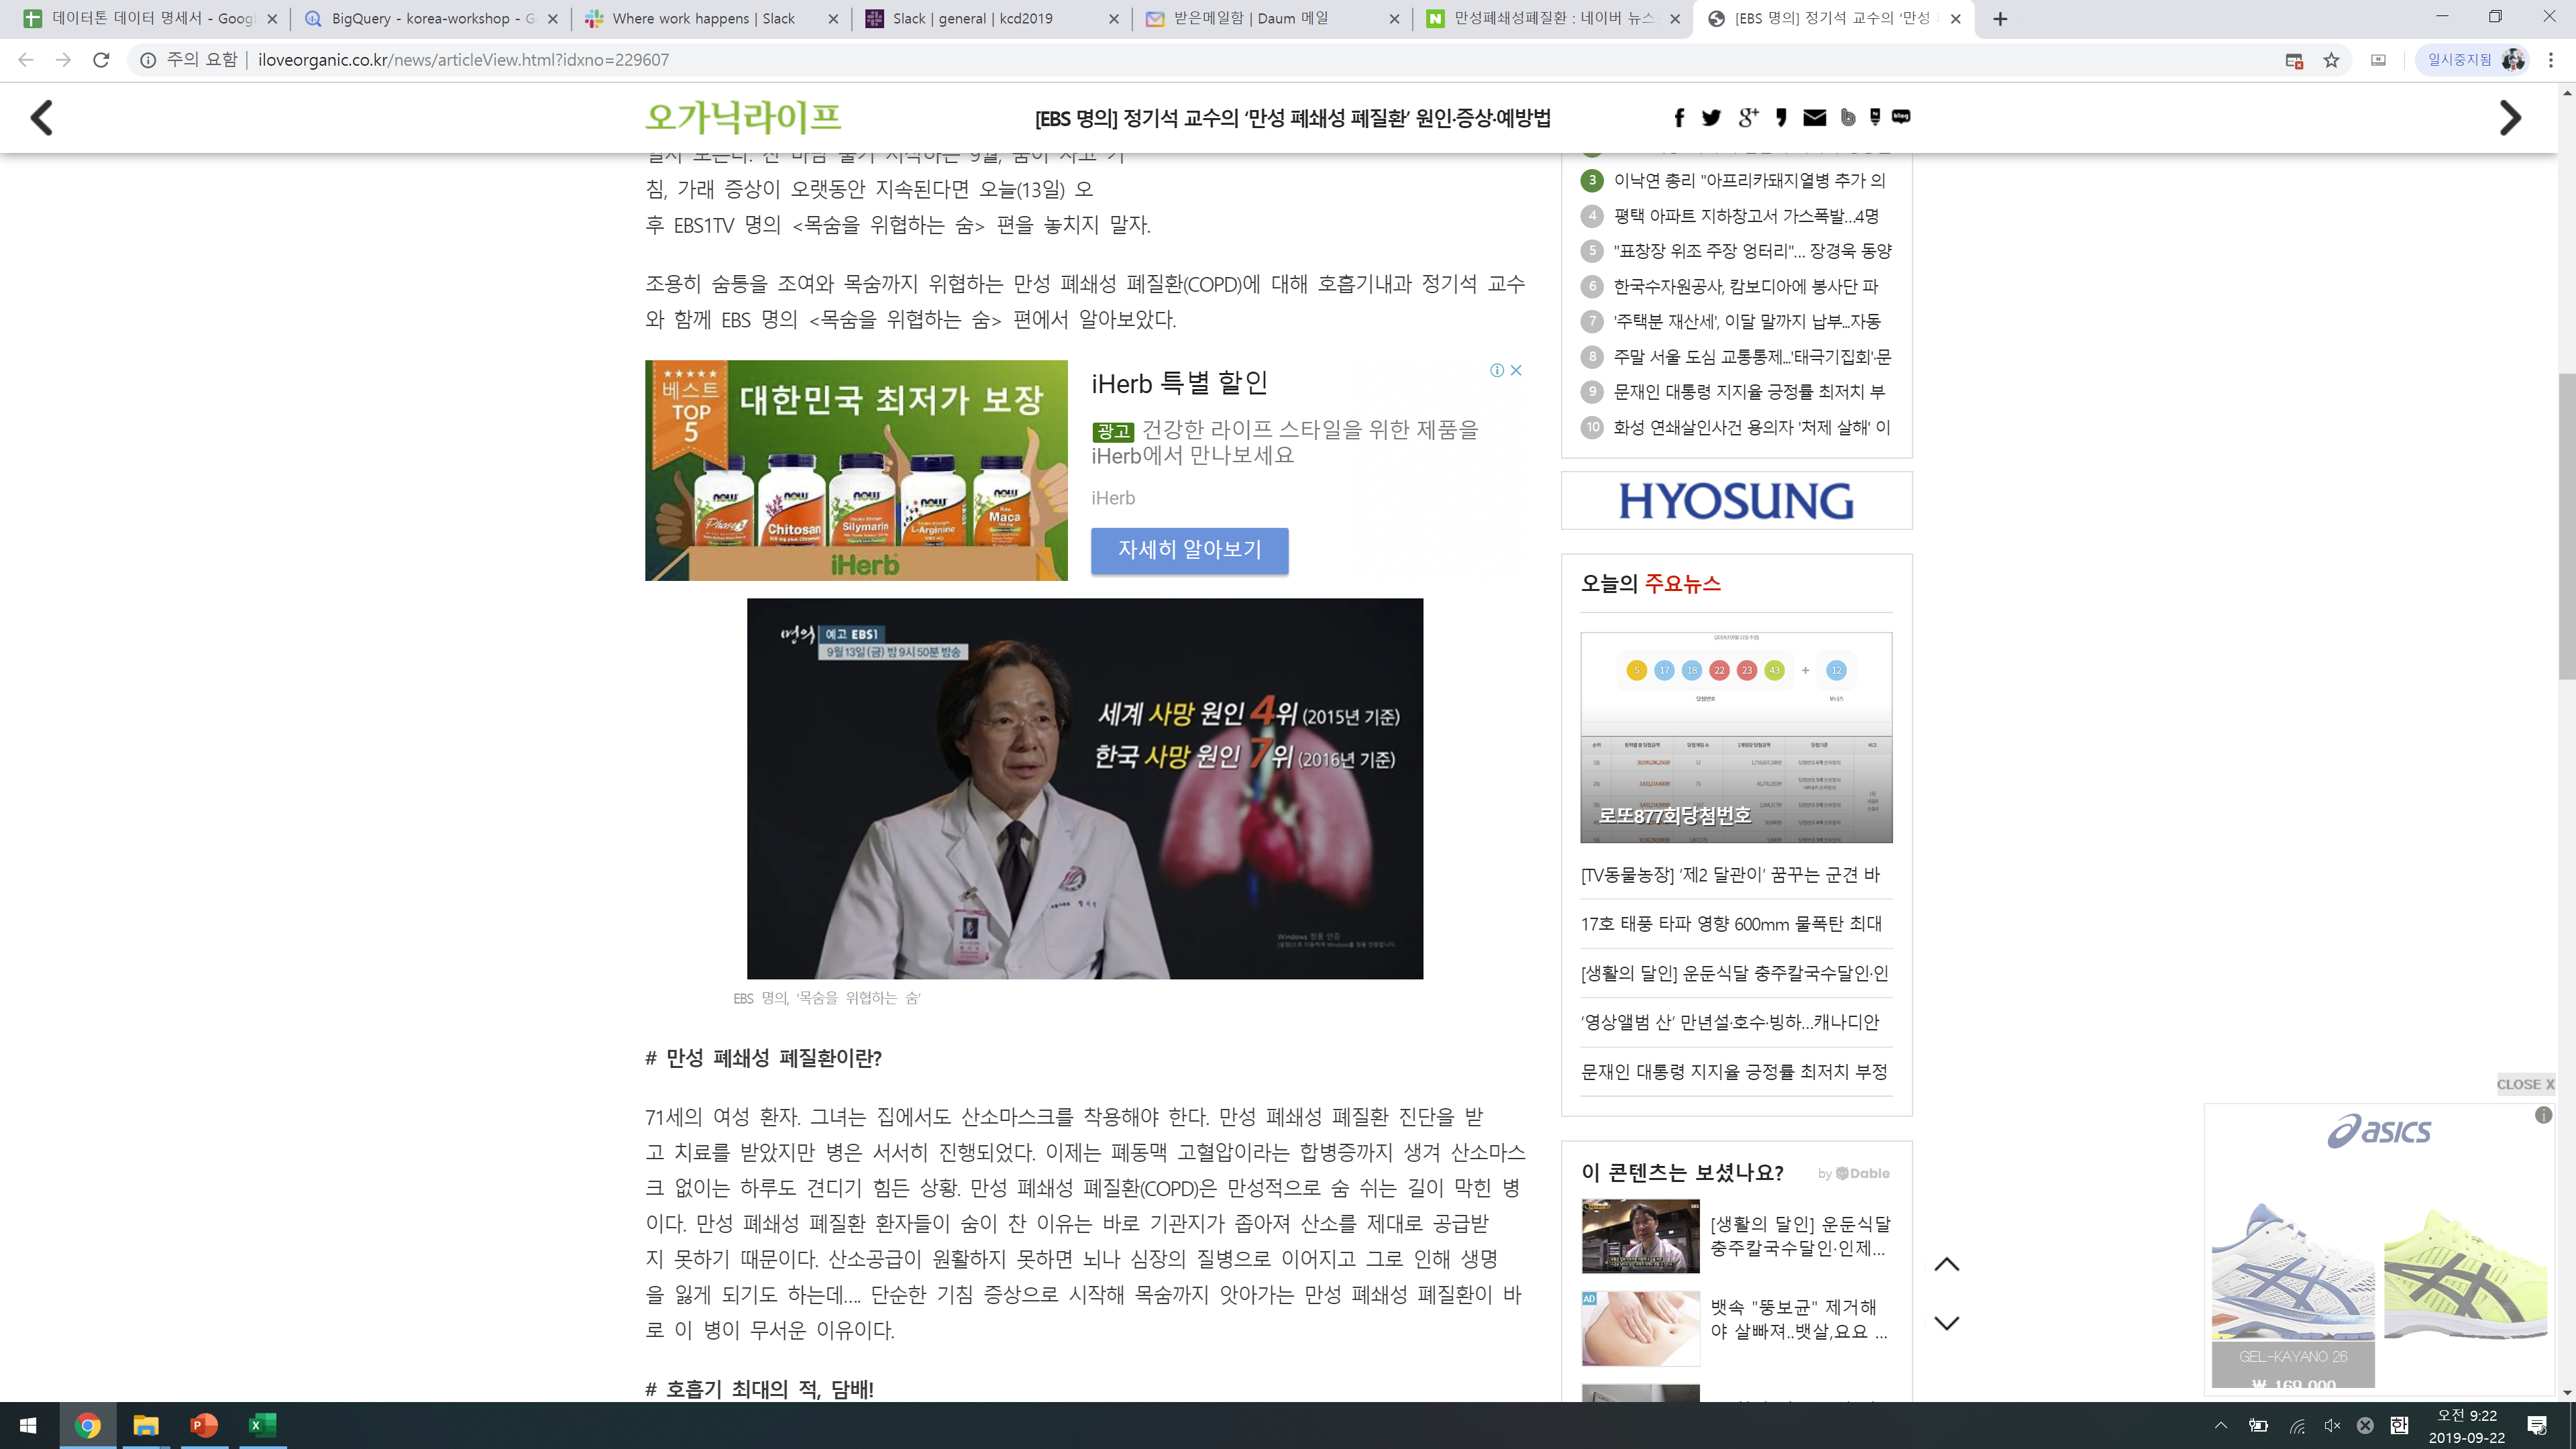 데이터톤 데이터 명세서 - Googl
BigQuery - korea-workshop - G
Where work happens | Slack
Slack | general | kcd2019
받은메일함 | Daum 메일
만성폐쇄성폐질환 : 네이버 뉴스
[EBS 명의] 정기석 교수의 ‘만성
주의 요함
iloveorganic.co.kr/news/articleView.html?idxno=229607
일시중지됨
오가닉라이프
[EBS 명의] 정기석 교수의 ‘만성 폐쇄성 폐질환’ 원인·증상·예방법
침, 가래 증상이 오랫동안 지속된다면 오늘(13일) 오
후 EBS1TV 명의 <목숨을 위협하는 숨> 편을 놓치지 말자.
조용히 숨통을 조여와 목숨까지 위협하는 만성 폐쇄성 폐질환(COPD)에 대해 호흡기내과 정기석 교수
와 함께 EBS 명의 <목숨을 위협하는 숨> 편에서 알아보았다.
베스트
TOP
5
대한민국 최저가 보장
now now now now now
Phase2
Chitosan
Silymarin
L-Arginine
Raw
Maca
iHerb
iHerb 특별 할인
광고 건강한 라이프 스타일을 위한 제품을
iHerb에서 만나보세요
iHerb
자세히 알아보기
명의 예고 EBS1
9월 13일 (금) 밤 9시 50분 방송
세계 사망 원인 4위 (2015년 기준)
한국 사망 원인 7위 (2016년 기준)
Windows 정품 인증
EBS 명의, ‘목숨을 위협하는 숨’
# 만성 폐쇄성 폐질환이란?
71세의 여성 환자. 그녀는 집에서도 산소마스크를 착용해야 한다. 만성 폐쇄성 폐질환 진단을 받
고 치료를 받았지만 병은 서서히 진행되었다. 이제는 폐동맥 고혈압이라는 합병증까지 생겨 산소마스
크 없이는 하루도 견디기 힘든 상황. 만성 폐쇄성 폐질환(COPD)은 만성적으로 숨 쉬는 길이 막힌 병
이다. 만성 폐쇄성 폐질환 환자들이 숨이 찬 이유는 바로 기관지가 좁아져 산소를 제대로 공급받
지 못하기 때문이다. 산소공급이 원활하지 못하면 뇌나 심장의 질병으로 이어지고 그로 인해 생명
을 잃게 되기도 하는데.... 단순한 기침 증상으로 시작해 목숨까지 앗아가는 만성 폐쇄성 폐질환이 바
로 이 병이 무서운 이유이다.
# 호흡기 최대의 적, 담배!
3 이낙연 총리 "아프리카돼지열병 추가 의
4 평택 아파트 지하창고서 가스폭발…4명
5 "표창장 위조 주장 엉터리"… 장경욱 동양
6 한국수자원공사, 캄보디아에 봉사단 파
7 '주택분 재산세', 이달 말까지 납부...자동
8 주말 서울 도심 교통통제...'태극기집회'·문
9 문재인 대통령 지지율 긍정률 최저치 부
10 화성 연쇄살인사건 용의자 '처제 살해' 이
HYOSUNG
오늘의 주요뉴스
5 17 18 22 23 43 + 12
당첨번호 보너스
로또877회당첨번호
[TV동물농장] ‘제2 달관이’ 꿈꾸는 군견 바
17호 태풍 타파 영향 600mm 물폭탄 최대
[생활의 달인] 운둔식달 충주칼국수달인·인
‘영상앨범 산’ 만년설·호수·빙하...캐나디안
문재인 대통령 지지율 긍정률 최저치 부정
이 콘텐츠는 보셨나요?
by Dable
[생활의 달인] 운둔식달
충주칼국수달인·인제...
AD
뱃속 "뚱보균" 제거해
야 살빠져..뱃살,요요 ...
CLOSE X
asics
GEL-KAYANO 26
₩ 169,000
한
오전 9:22
2019-09-22